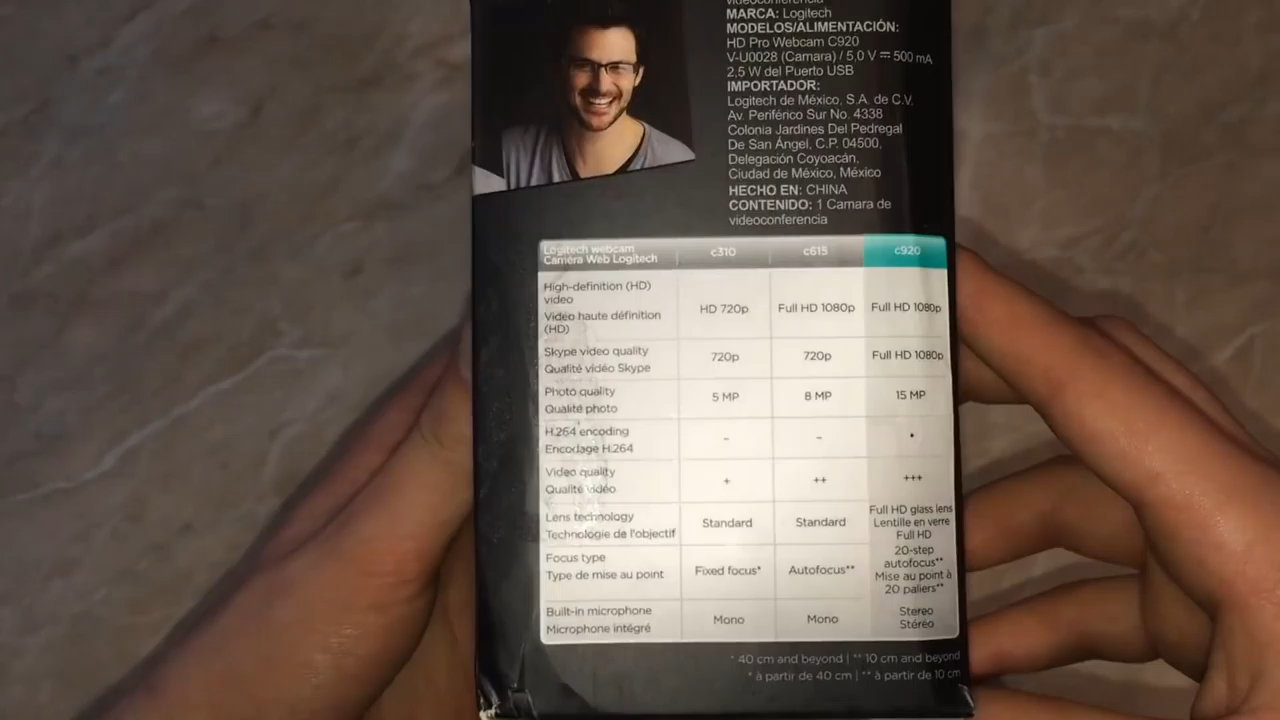 videoconferencia
MARCA: Logitech
MODELOS/ALIMENTACIÓN:
HD Pro Webcam C920
V-U0028 (Camara) / 5,0 V ⎓ 500 mA
2,5 W del Puerto USB
IMPORTADOR:
Logitech de México, S.A. de C.V,
Av. Periférico Sur No. 4338
Colonia Jardines Del Pedregal
De San Ángel, C.P. 04500,
Delegación Coyoacán,
Ciudad de México, México
HECHO EN: CHINA
CONTENIDO: 1 Camara de
videoconferencia
Logitech webcam
Caméra Web Logitech
c310
c615
c920
High-definition (HD)
video
Vidéo haute définition
(HD)
HD 720p
Full HD 1080p
Full HD 1080p
Skype video quality
Qualité vidéo Skype
720p
720p
Full HD 1080p
Photo quality
Qualité photo
5 MP
8 MP
15 MP
H.264 encoding
Encodage H.264
–
–
•
Video quality
Qualité vidéo
+
++
+++
Lens technology
Technologie de l'objectif
Standard
Standard
Full HD glass lens
Lentille en verre
Full HD
Focus type
Type de mise au point
Fixed focus*
Autofocus**
20-step
autofocus**
Mise au point à
20 paliers**
Built-in microphone
Microphone intégré
Mono
Mono
Stereo
Stéréo
* 40 cm and beyond | ** 10 cm and beyond
* à partir de 40 cm | ** à partir de 10 cm